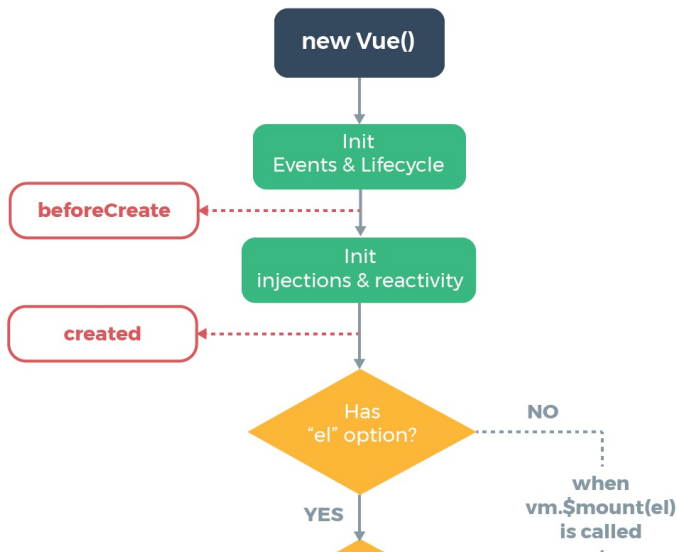 new Vue()
Init
Events & Lifecycle
beforeCreate
Init
injections & reactivity
created
Has
“el” option?
NO
when
vm.$mount(el)
is called
YES